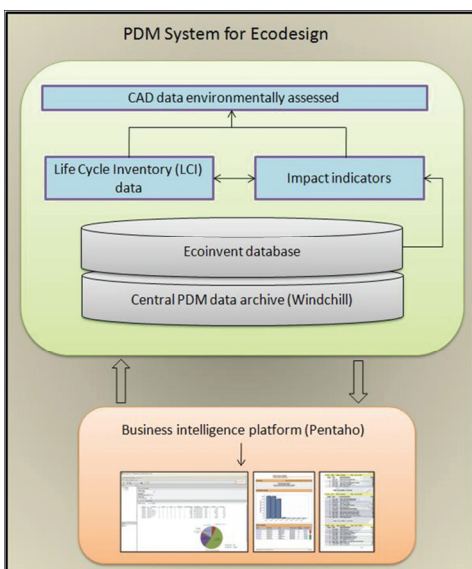 PDM System for Ecodesign
CAD data environmentally assessed
Life Cycle Inventory (LCI)
data
Impact indicators
Ecoinvent database
Central PDM data archive (Windchill)
Business intelligence platform (Pentaho)